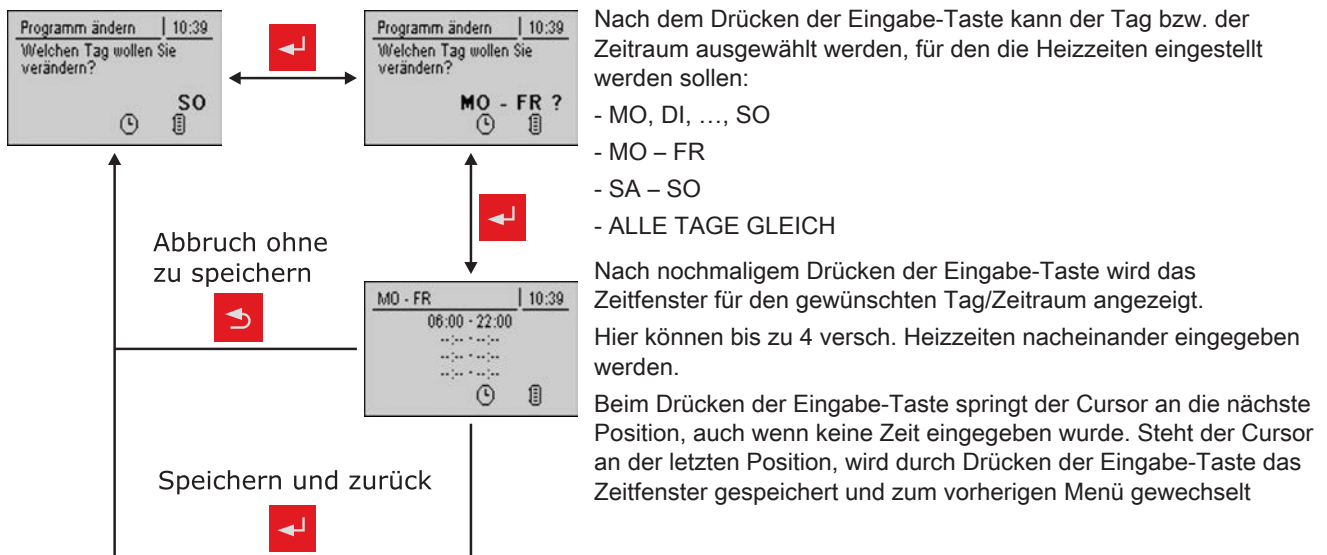 Programm ändern | 10:39
Welchen Tag wollen Sie
verändern?
SO
Programm ändern | 10:39
Welchen Tag wollen Sie
verändern?
MO - FR ?
Abbruch ohne
zu speichern
MO - FR | 10:39
06:00 - 22:00
--:-- - --:--
--:-- - --:--
--:-- - --:--
Speichern und zurück
Nach dem Drücken der Eingabe-Taste kann der Tag bzw. der
Zeitraum ausgewählt werden, für den die Heizzeiten eingestellt
werden sollen:
- MO, DI, …, SO
- MO – FR
- SA – SO
- ALLE TAGE GLEICH
Nach nochmaligem Drücken der Eingabe-Taste wird das
Zeitfenster für den gewünschten Tag/Zeitraum angezeigt.
Hier können bis zu 4 versch. Heizzeiten nacheinander eingegeben
werden.
Beim Drücken der Eingabe-Taste springt der Cursor an die nächste
Position, auch wenn keine Zeit eingegeben wurde. Steht der Cursor
an der letzten Position, wird durch Drücken der Eingabe-Taste das
Zeitfenster gespeichert und zum vorherigen Menü gewechselt